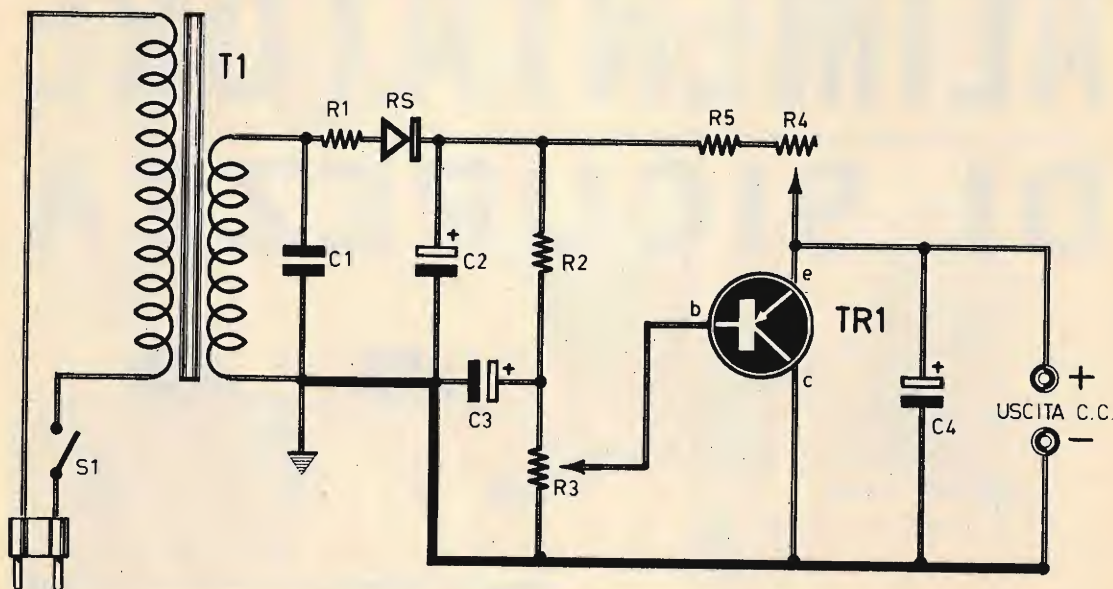 T1
R1
RS
R5
R4
C1
+
C2
R2
e
b
TR1
c
+
C3
R3
S1
+
C4
+
USCITA C.C.
−